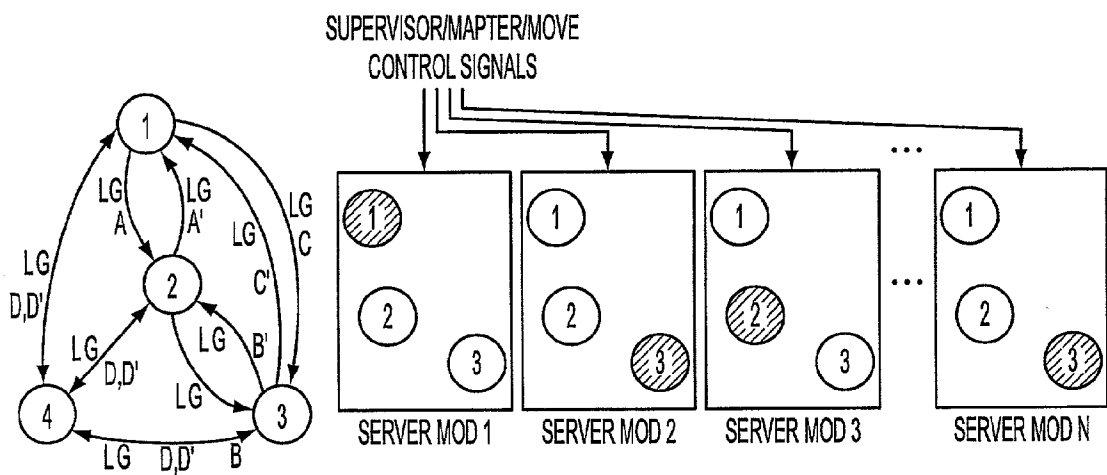 SUPERVISOR/MAPTER/MOVE
CONTROL SIGNALS
1
LG
A
LG
A'
LG
C
LG
C'
LG
D,D'
2
LG
D,D'
LG
B'
LG
4
3
LG D,D' B
...
1
2
3
SERVER MOD 1
1
2
3
SERVER MOD 2
1
2
3
SERVER MOD 3
...
1
2
3
SERVER MOD N